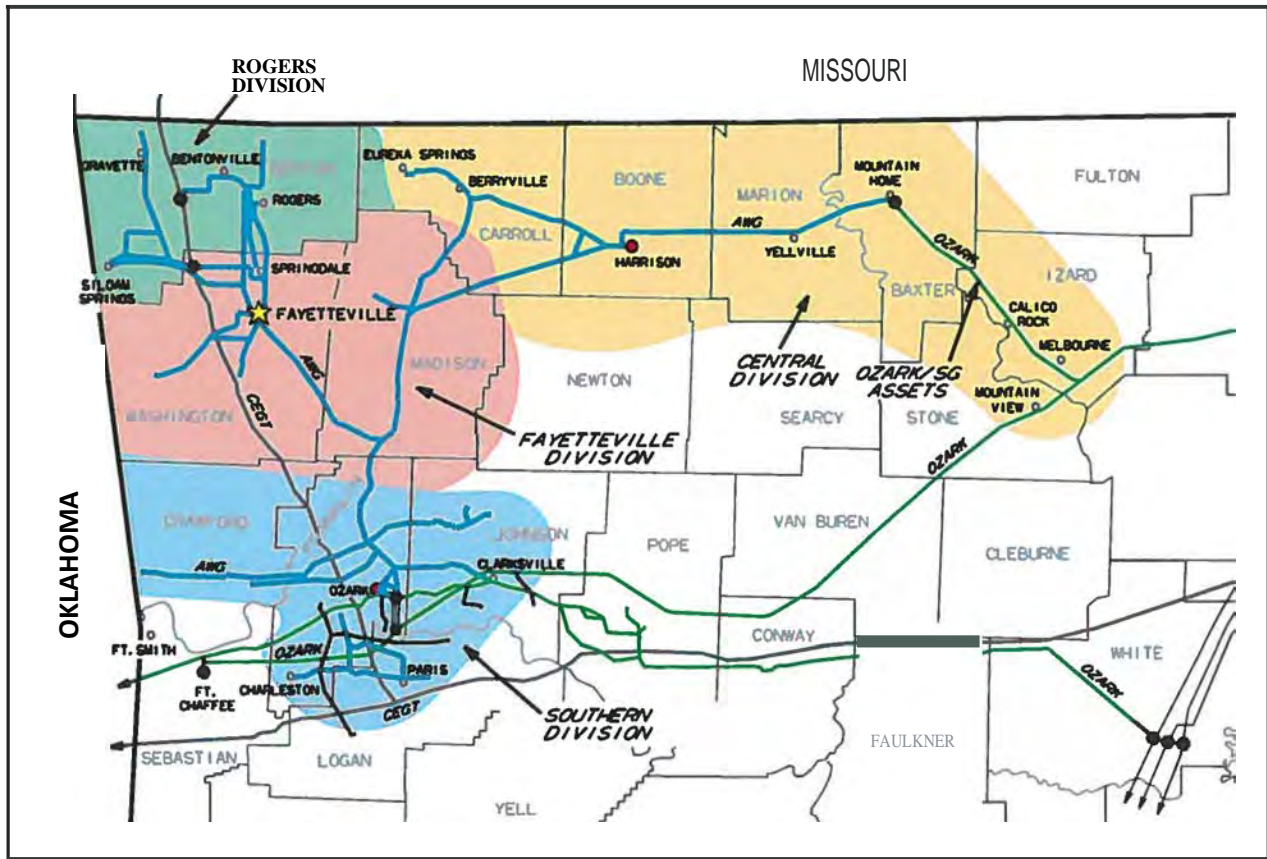 ROGERS
DIVISION
MISSOURI
GRAVETTE
BENTONVILLE
ROGERS
EUREKA SPRINGS
BERRYVILLE
BOONE
MARION
MOUNTAIN
HOME
FULTON
CARROLL
AWG
HARRISON
YELLVILLE
OZARK
IZARD
SILOAM
SPRINGS
SPRINGDALE
BAXTER
CALICO
ROCK
FAYETTEVILLE
MELBOURNE
AWG
MADISON
CENTRAL
DIVISION
OZARK/SG
ASSETS
NEWTON
CEGT
WASHINGTON
SEARCY
STONE
MOUNTAIN
VIEW
FAYETTEVILLE
DIVISION
OZARK
OKLAHOMA
CRAWFORD
JOHNSON
POPE
VAN BUREN
CLEBURNE
AWG
CLARKSVILLE
OZARK
FT. SMITH
OZARK
CONWAY
WHITE
FT.
CHAFFEE
CHARLESTON
PARIS
CEGT
OZARK
SOUTHERN
DIVISION
SEBASTIAN
LOGAN
FAULKNER
YELL